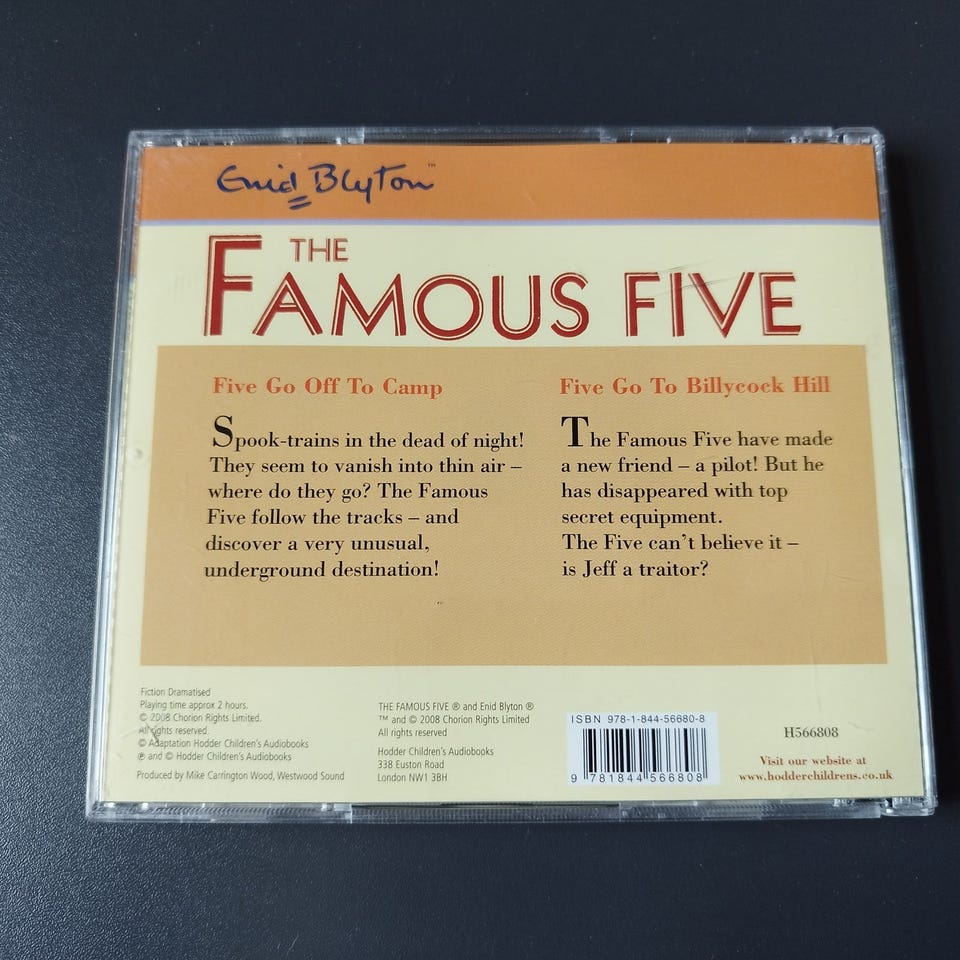 Enid Blyton™
THE
FAMOUS FIVE
Five Go Off To Camp
Spook-trains in the dead of night!
They seem to vanish into thin air –
where do they go? The Famous
Five follow the tracks – and
discover a very unusual,
underground destination!
Five Go To Billycock Hill
The Famous Five have made
a new friend – a pilot! But he
has disappeared with top
secret equipment.
The Five can't believe it –
is Jeff a traitor?
Fiction Dramatised
Playing time approx 2 hours.
© 2008 Chorion Rights Limited.
All rights reserved.
© Adaptation Hodder Children's Audiobooks
℗ and © Hodder Children's Audiobooks
Produced by Mike Carrington Wood, Westwood Sound
THE FAMOUS FIVE ® and Enid Blyton ®
™ and © 2008 Chorion Rights Limited
All rights reserved
Hodder Children's Audiobooks
338 Euston Road
London NW1 3BH
ISBN 978-1-844-56680-8
9 781844 566808
H566808
Visit our website at
www.hodderchildrens.co.uk